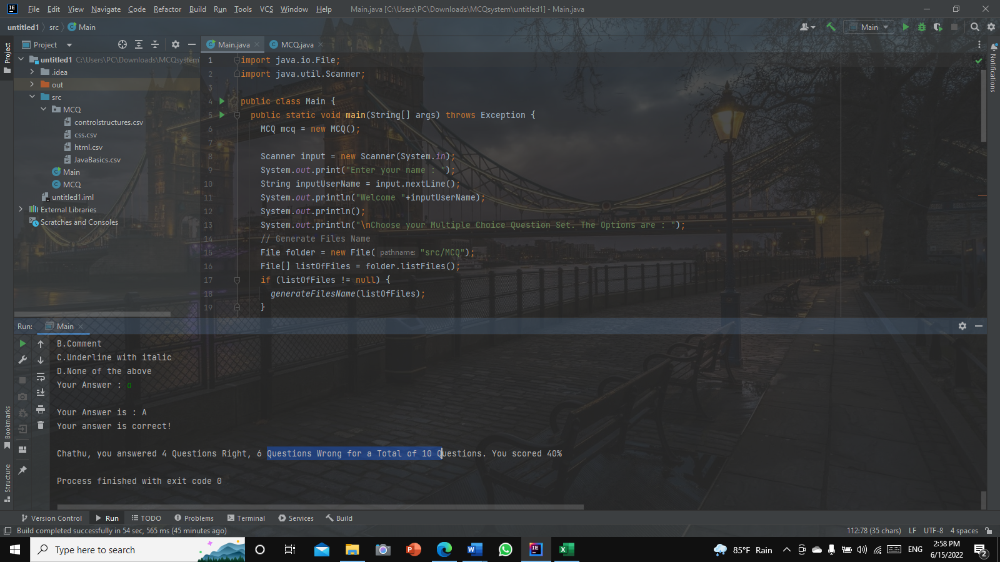 File Edit View Navigate Code Refactor Build Run Tools VCS Window Help Main.java [C:\Users\PC\Downloads\MCQsystem\untitled1] - Main.java
untitled1 src Main
Main
Project
Main.java
MCQ.java
Project
untitled1 C:\Users\PC\Downloads\MCQsystem
.idea
out
src
MCQ
controlstructures.csv
css.csv
html.csv
JavaBasics.csv
Main
MCQ
untitled1.iml
External Libraries
Scratches and Consoles
1 import java.io.File;
2 import java.util.Scanner;
3
4 public class Main {
5 public static void main(String[] args) throws Exception {
6 MCQ mcq = new MCQ();
7
8 Scanner input = new Scanner(System.in);
9 System.out.print("Enter your name : ");
10 String inputUserName = input.nextLine();
11 System.out.println("Welcome "+inputUserName);
12 System.out.println();
13 System.out.println("\nChoose your Multiple Choice Question Set. The Options are : ");
14 // Generate Files Name
15 File folder = new File( pathname: "src/MCQ");
16 File[] listOfFiles = folder.listFiles();
17 if (listOfFiles != null) {
18 generateFilesName(listOfFiles);
19 }
Notifications
Run: Main
B.Comment
C.Underline with italic
D.None of the above
Your Answer : a
Your Answer is : A
Your answer is correct!
Chathu, you answered 4 Questions Right, 6 Questions Wrong for a Total of 10 Questions. You scored 40%
Process finished with exit code 0
Bookmarks
Structure
Version Control Run TODO Problems Terminal Services Build
Build completed successfully in 54 sec, 565 ms (45 minutes ago) 112:78 (35 chars) LF UTF-8 4 spaces
Type here to search
85°F Rain
ENG
2:58 PM
6/15/2022
2